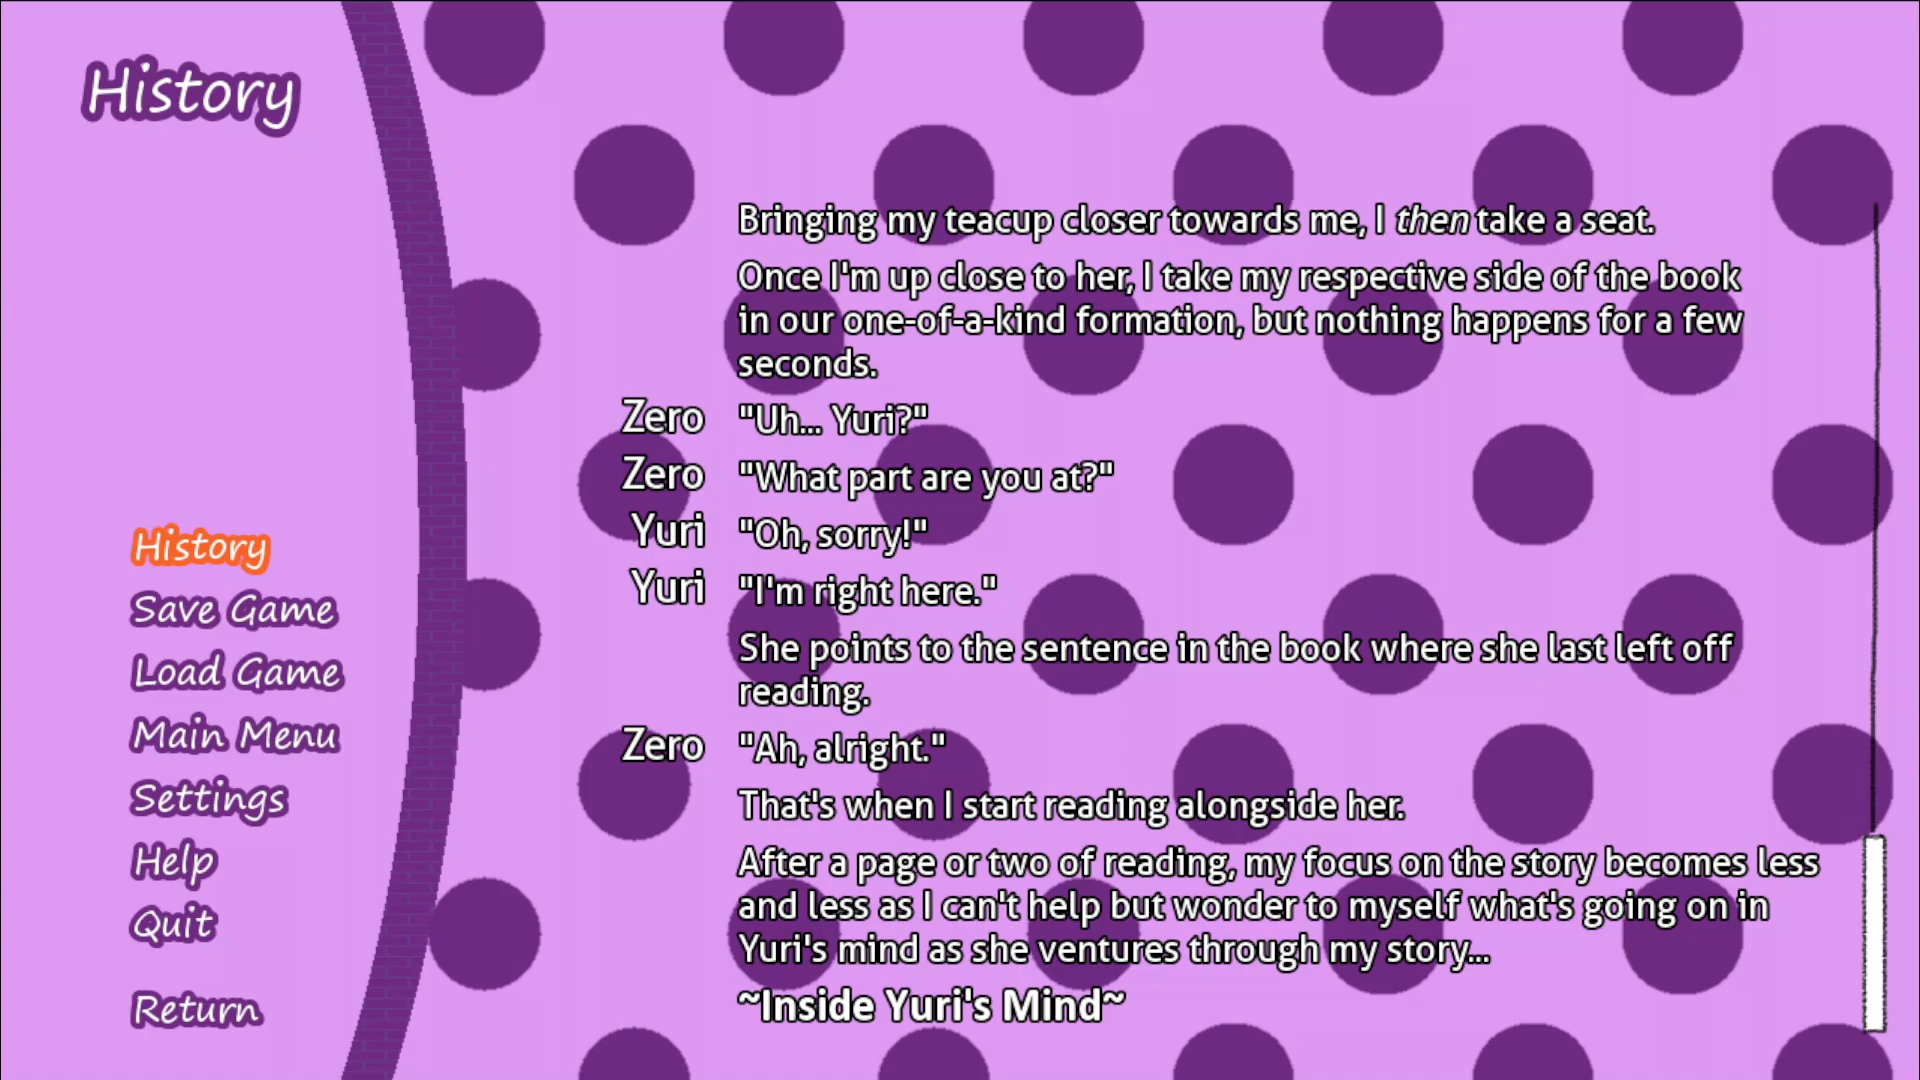 History
Bringing my teacup closer towards me, I then take a seat.
Once I'm up close to her, I take my respective side of the book
in our one-of-a-kind formation, but nothing happens for a few
seconds.
Zero "Uh... Yuri?"
Zero "What part are you at?"
Yuri "Oh, sorry!"
Yuri "I'm right here."
She points to the sentence in the book where she last left off
reading.
Zero "Ah, alright."
That's when I start reading alongside her.
After a page or two of reading, my focus on the story becomes less
and less as I can't help but wonder to myself what's going on in
Yuri's mind as she ventures through my story...
~Inside Yuri's Mind~
History
Save Game
Load Game
Main Menu
Settings
Help
Quit
Return